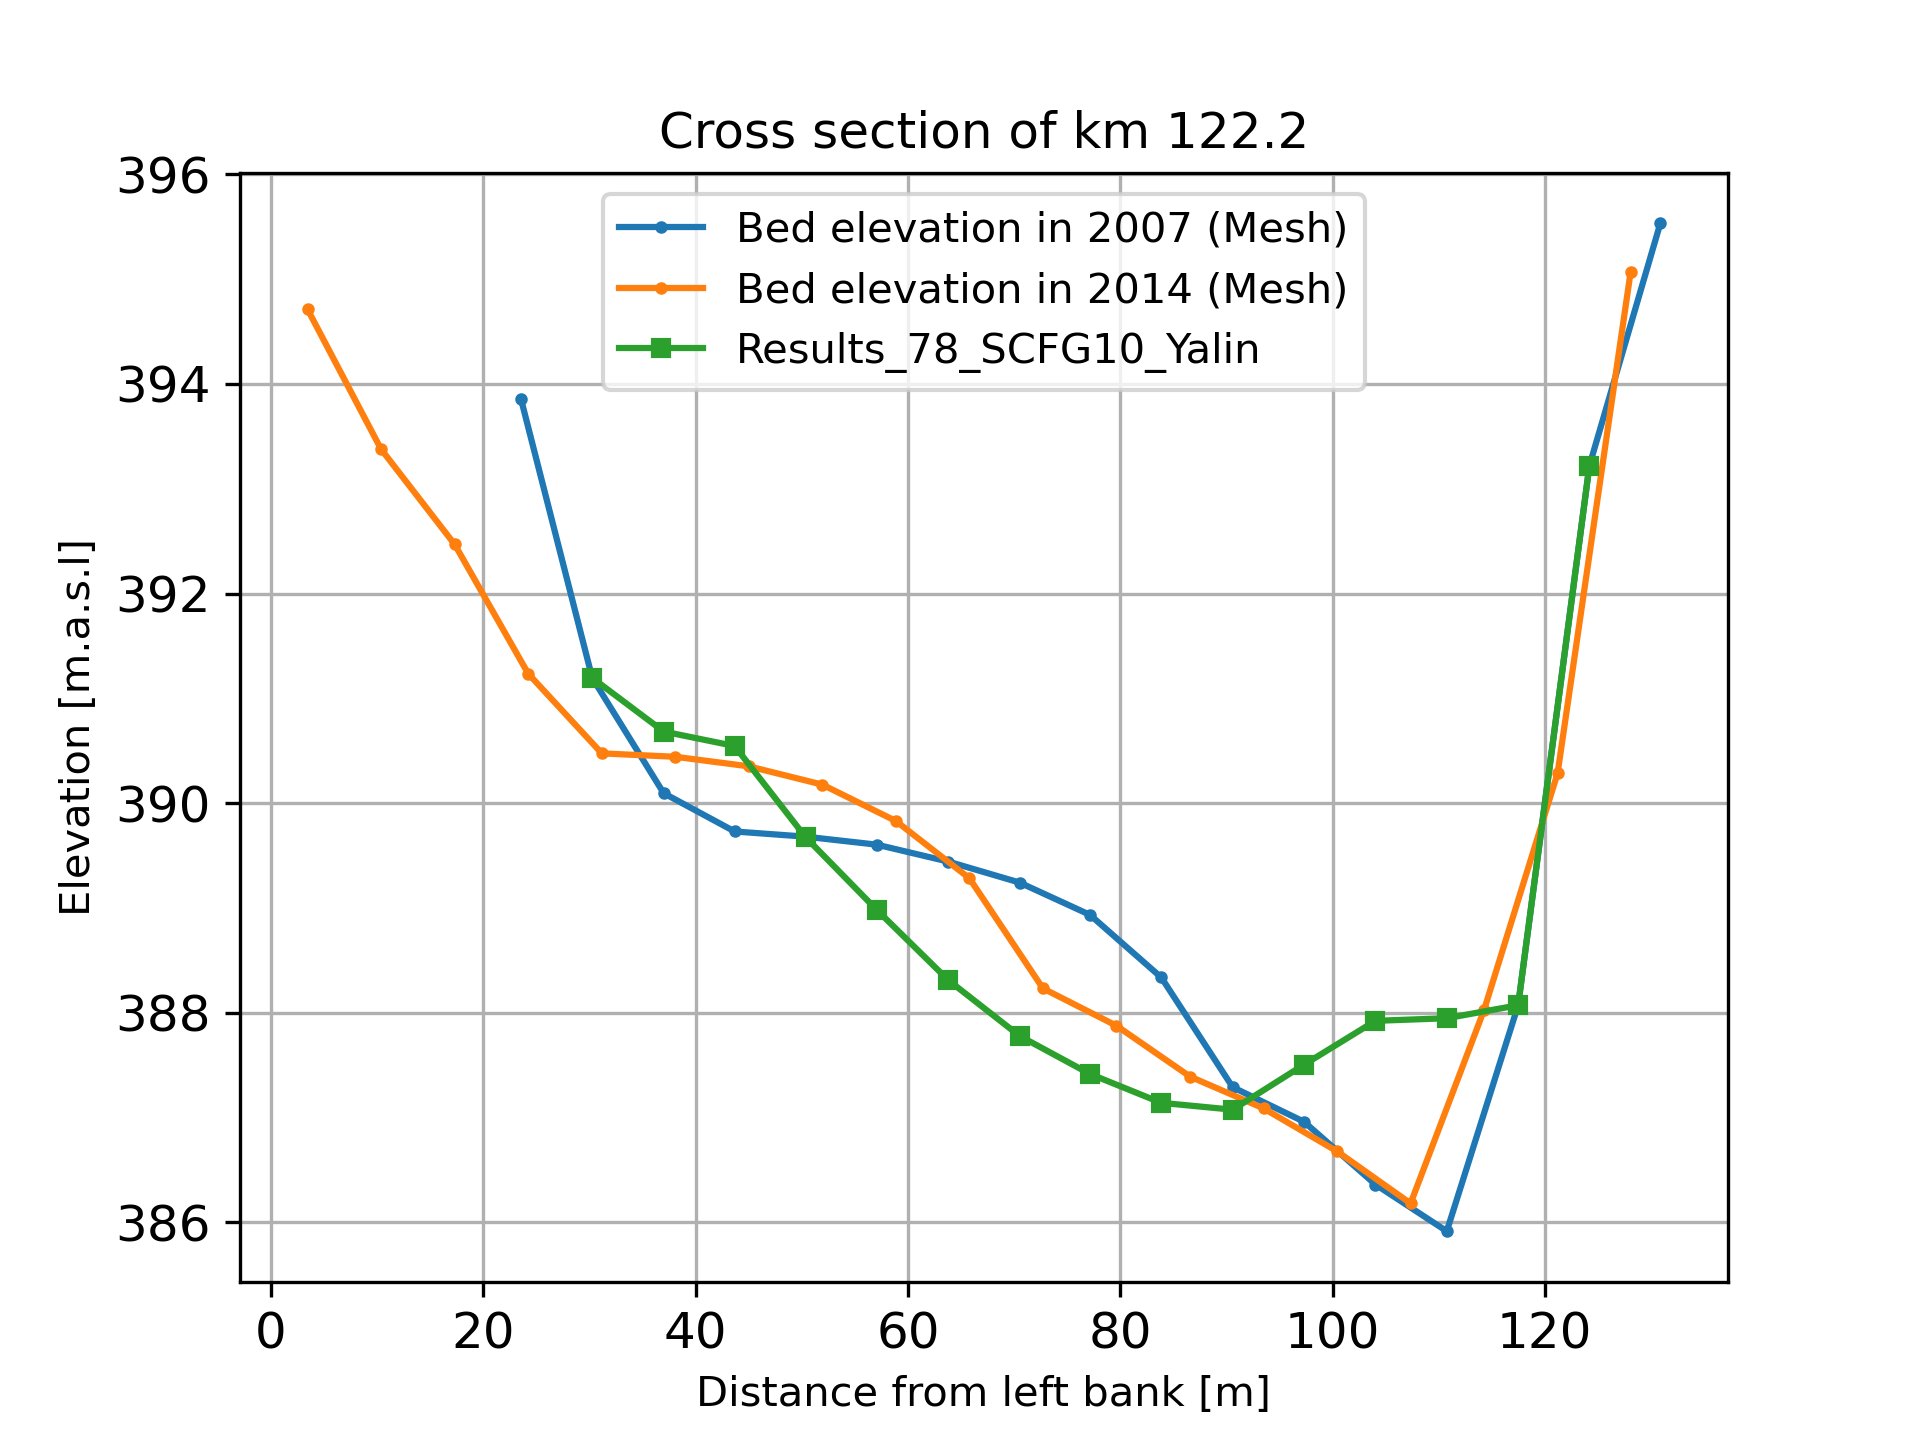 Cross section of km 122.2
Bed elevation in 2007 (Mesh)
Bed elevation in 2014 (Mesh)
Results_78_SCFG10_Yalin
396
394
392
390
388
386
Elevation [m.a.s.l]
0 20 40 60 80 100 120
Distance from left bank [m]